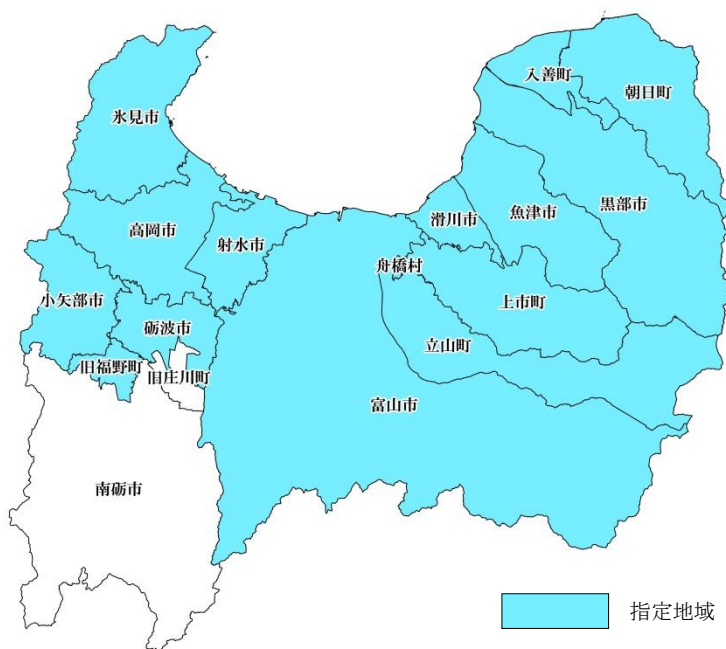 入善町
朝日町
氷見市
黒部市
魚津市
滑川市
高岡市
射水市
舟橋村
小矢部市
上市町
砺波市
立山町
旧福野町
旧庄川町
富山市
南砺市
指定地域